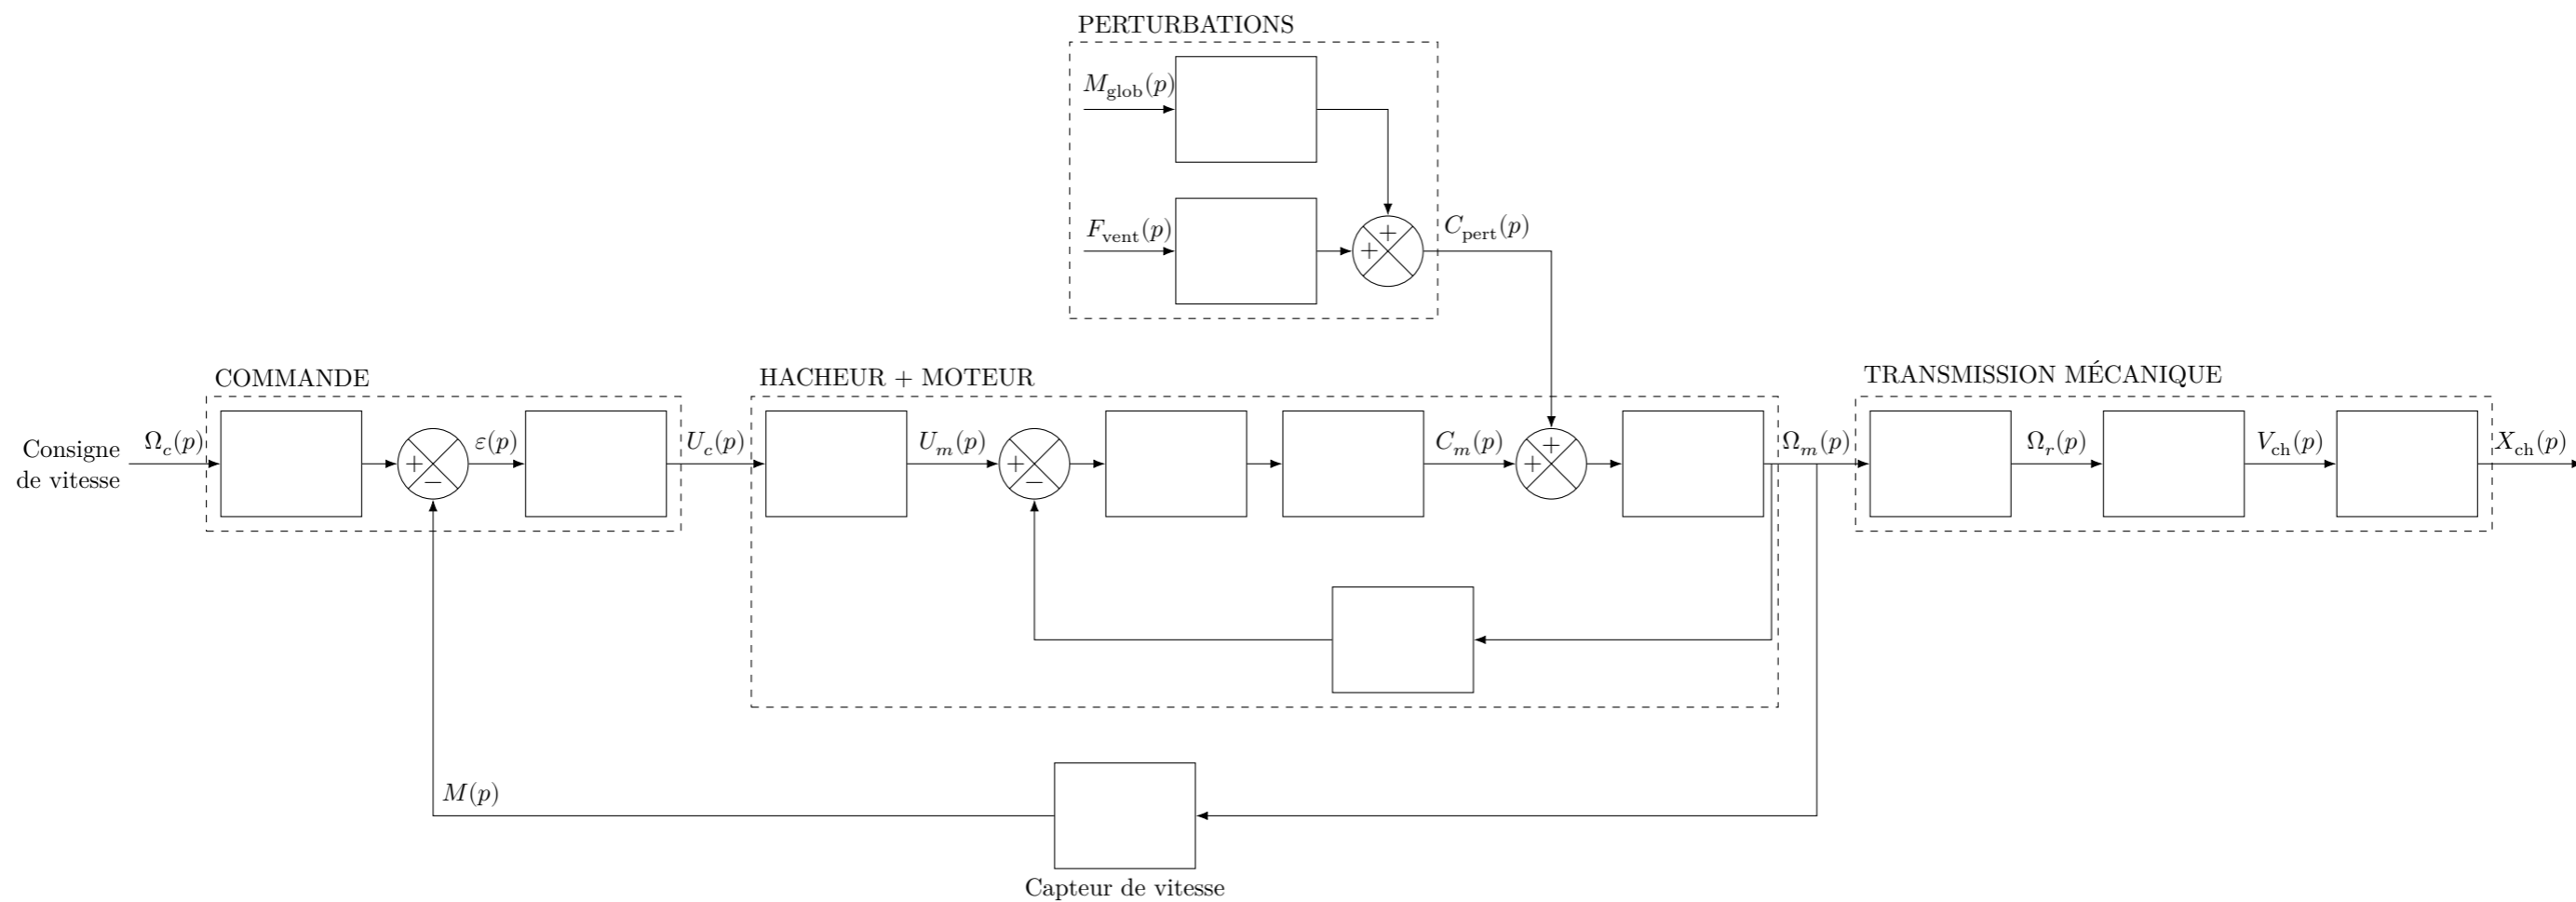 PERTURBATIONS
M_glob(p)
F_vent(p)
+
+
C_pert(p)
COMMANDE
HACHEUR + MOTEUR
TRANSMISSION MÉCANIQUE
Consigne
de vitesse
Ω_c(p)
+
−
ε(p)
U_c(p)
U_m(p)
+
−
C_m(p)
+
+
Ω_m(p)
Ω_r(p)
V_ch(p)
X_ch(p)
M(p)
Capteur de vitesse